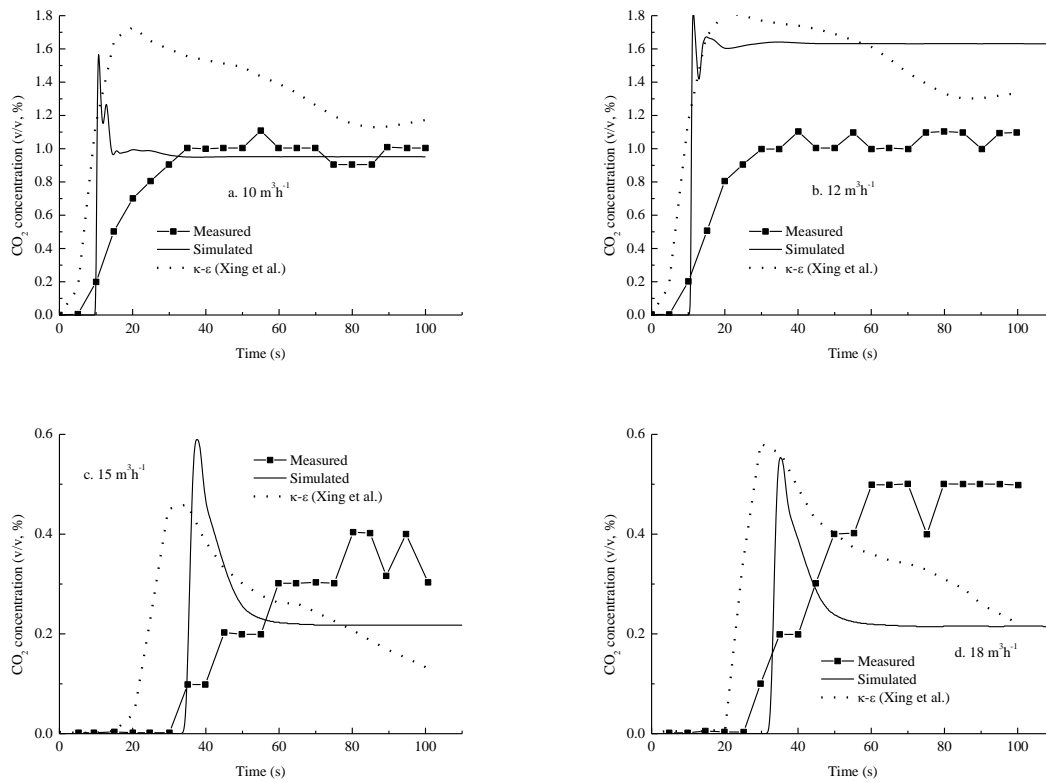 CO2 concentration (v/v, %)
1.8
1.6
1.4
1.2
1.0
0.8
0.6
0.4
0.2
0.0
a. 10 m3h-1
Measured
Simulated
κ-ε (Xing et al.)
0 20 40 60 80 100
Time (s)
CO2 concentration (v/v, %)
1.8
1.6
1.4
1.2
1.0
0.8
0.6
0.4
0.2
0.0
b. 12 m3h-1
Measured
Simulated
κ-ε (Xing et al.)
0 20 40 60 80 100
Time (s)
CO2 concentration (v/v, %)
0.6
0.4
0.2
0.0
c. 15 m3h-1
Measured
Simulated
κ-ε (Xing et al.)
0 20 40 60 80 100
Time (s)
CO2 concentration (v/v, %)
0.6
0.4
0.2
0.0
d. 18 m3h-1
Measured
Simulated
κ-ε (Xing et al.)
0 20 40 60 80 100
Time (s)